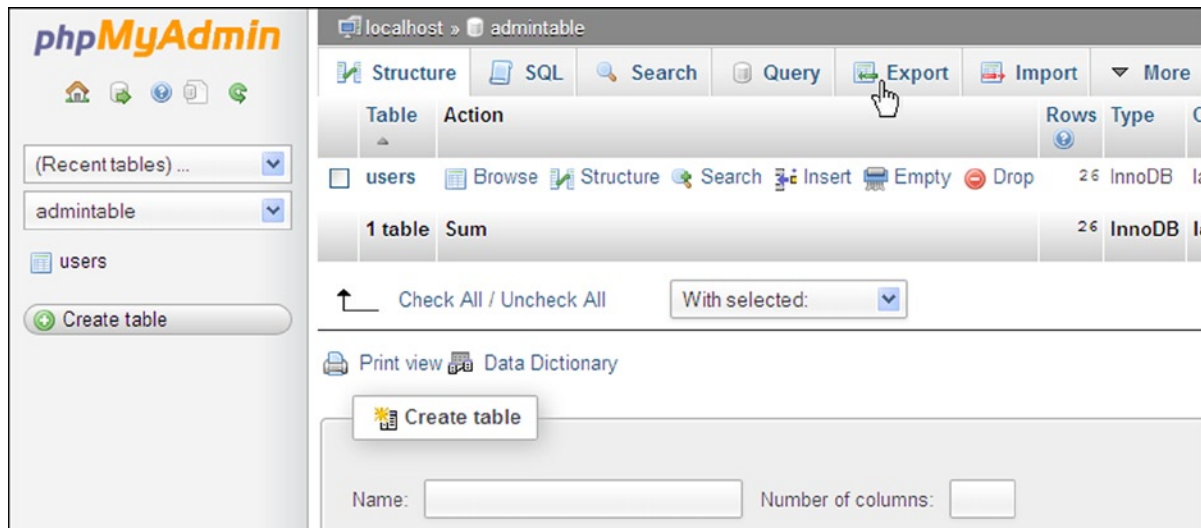 phpMyAdmin
(Recent tables) ...
admintable
users
Create table
localhost » admintable
Structure SQL Search Query Export Import More
Table Action Rows Type
users Browse Structure Search Insert Empty Drop 26 InnoDB
1 table Sum 26 InnoDB
Check All / Uncheck All With selected:
Print view Data Dictionary
Create table
Name: Number of columns: